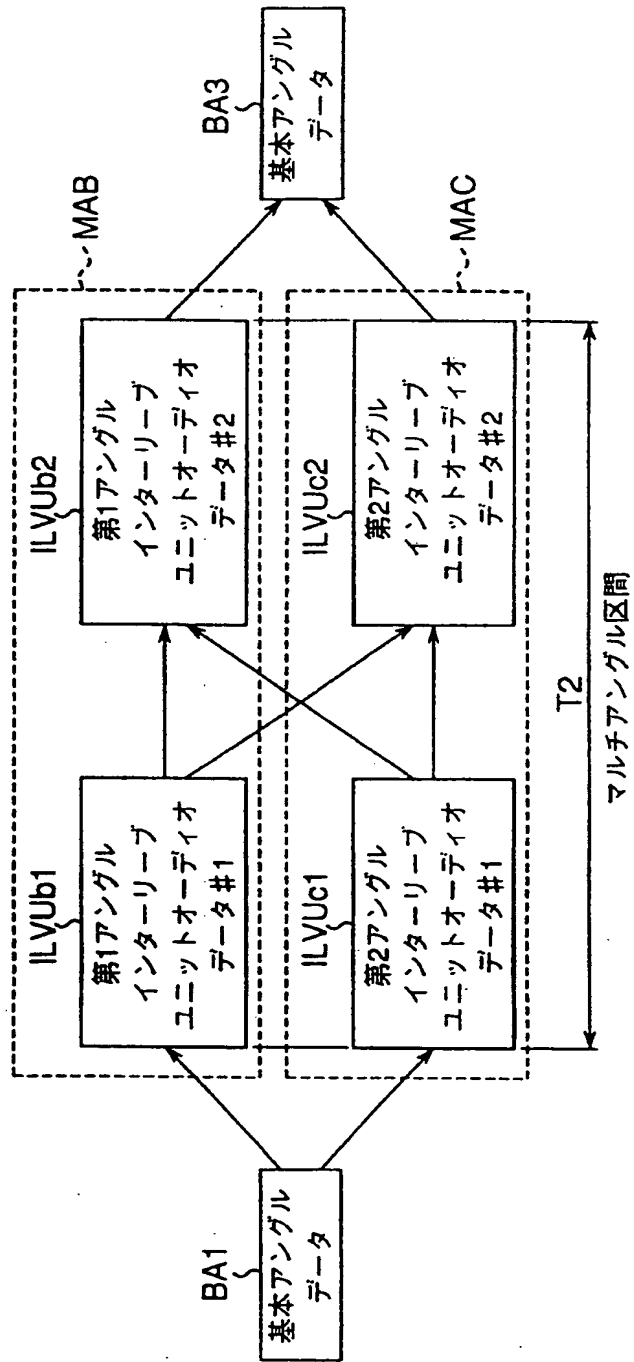 BA1
基本アングル
データ
MAB
ILVUb1
第1アングル
インターリーブ
ユニットオーディオ
データ#1
ILVUb2
第1アングル
インターリーブ
ユニットオーディオ
データ#2
ILVUc1
第2アングル
インターリーブ
ユニットオーディオ
データ#1
ILVUc2
第2アングル
インターリーブ
ユニットオーディオ
データ#2
MAC
BA3
基本アングル
データ
T2
マルチアングル区間